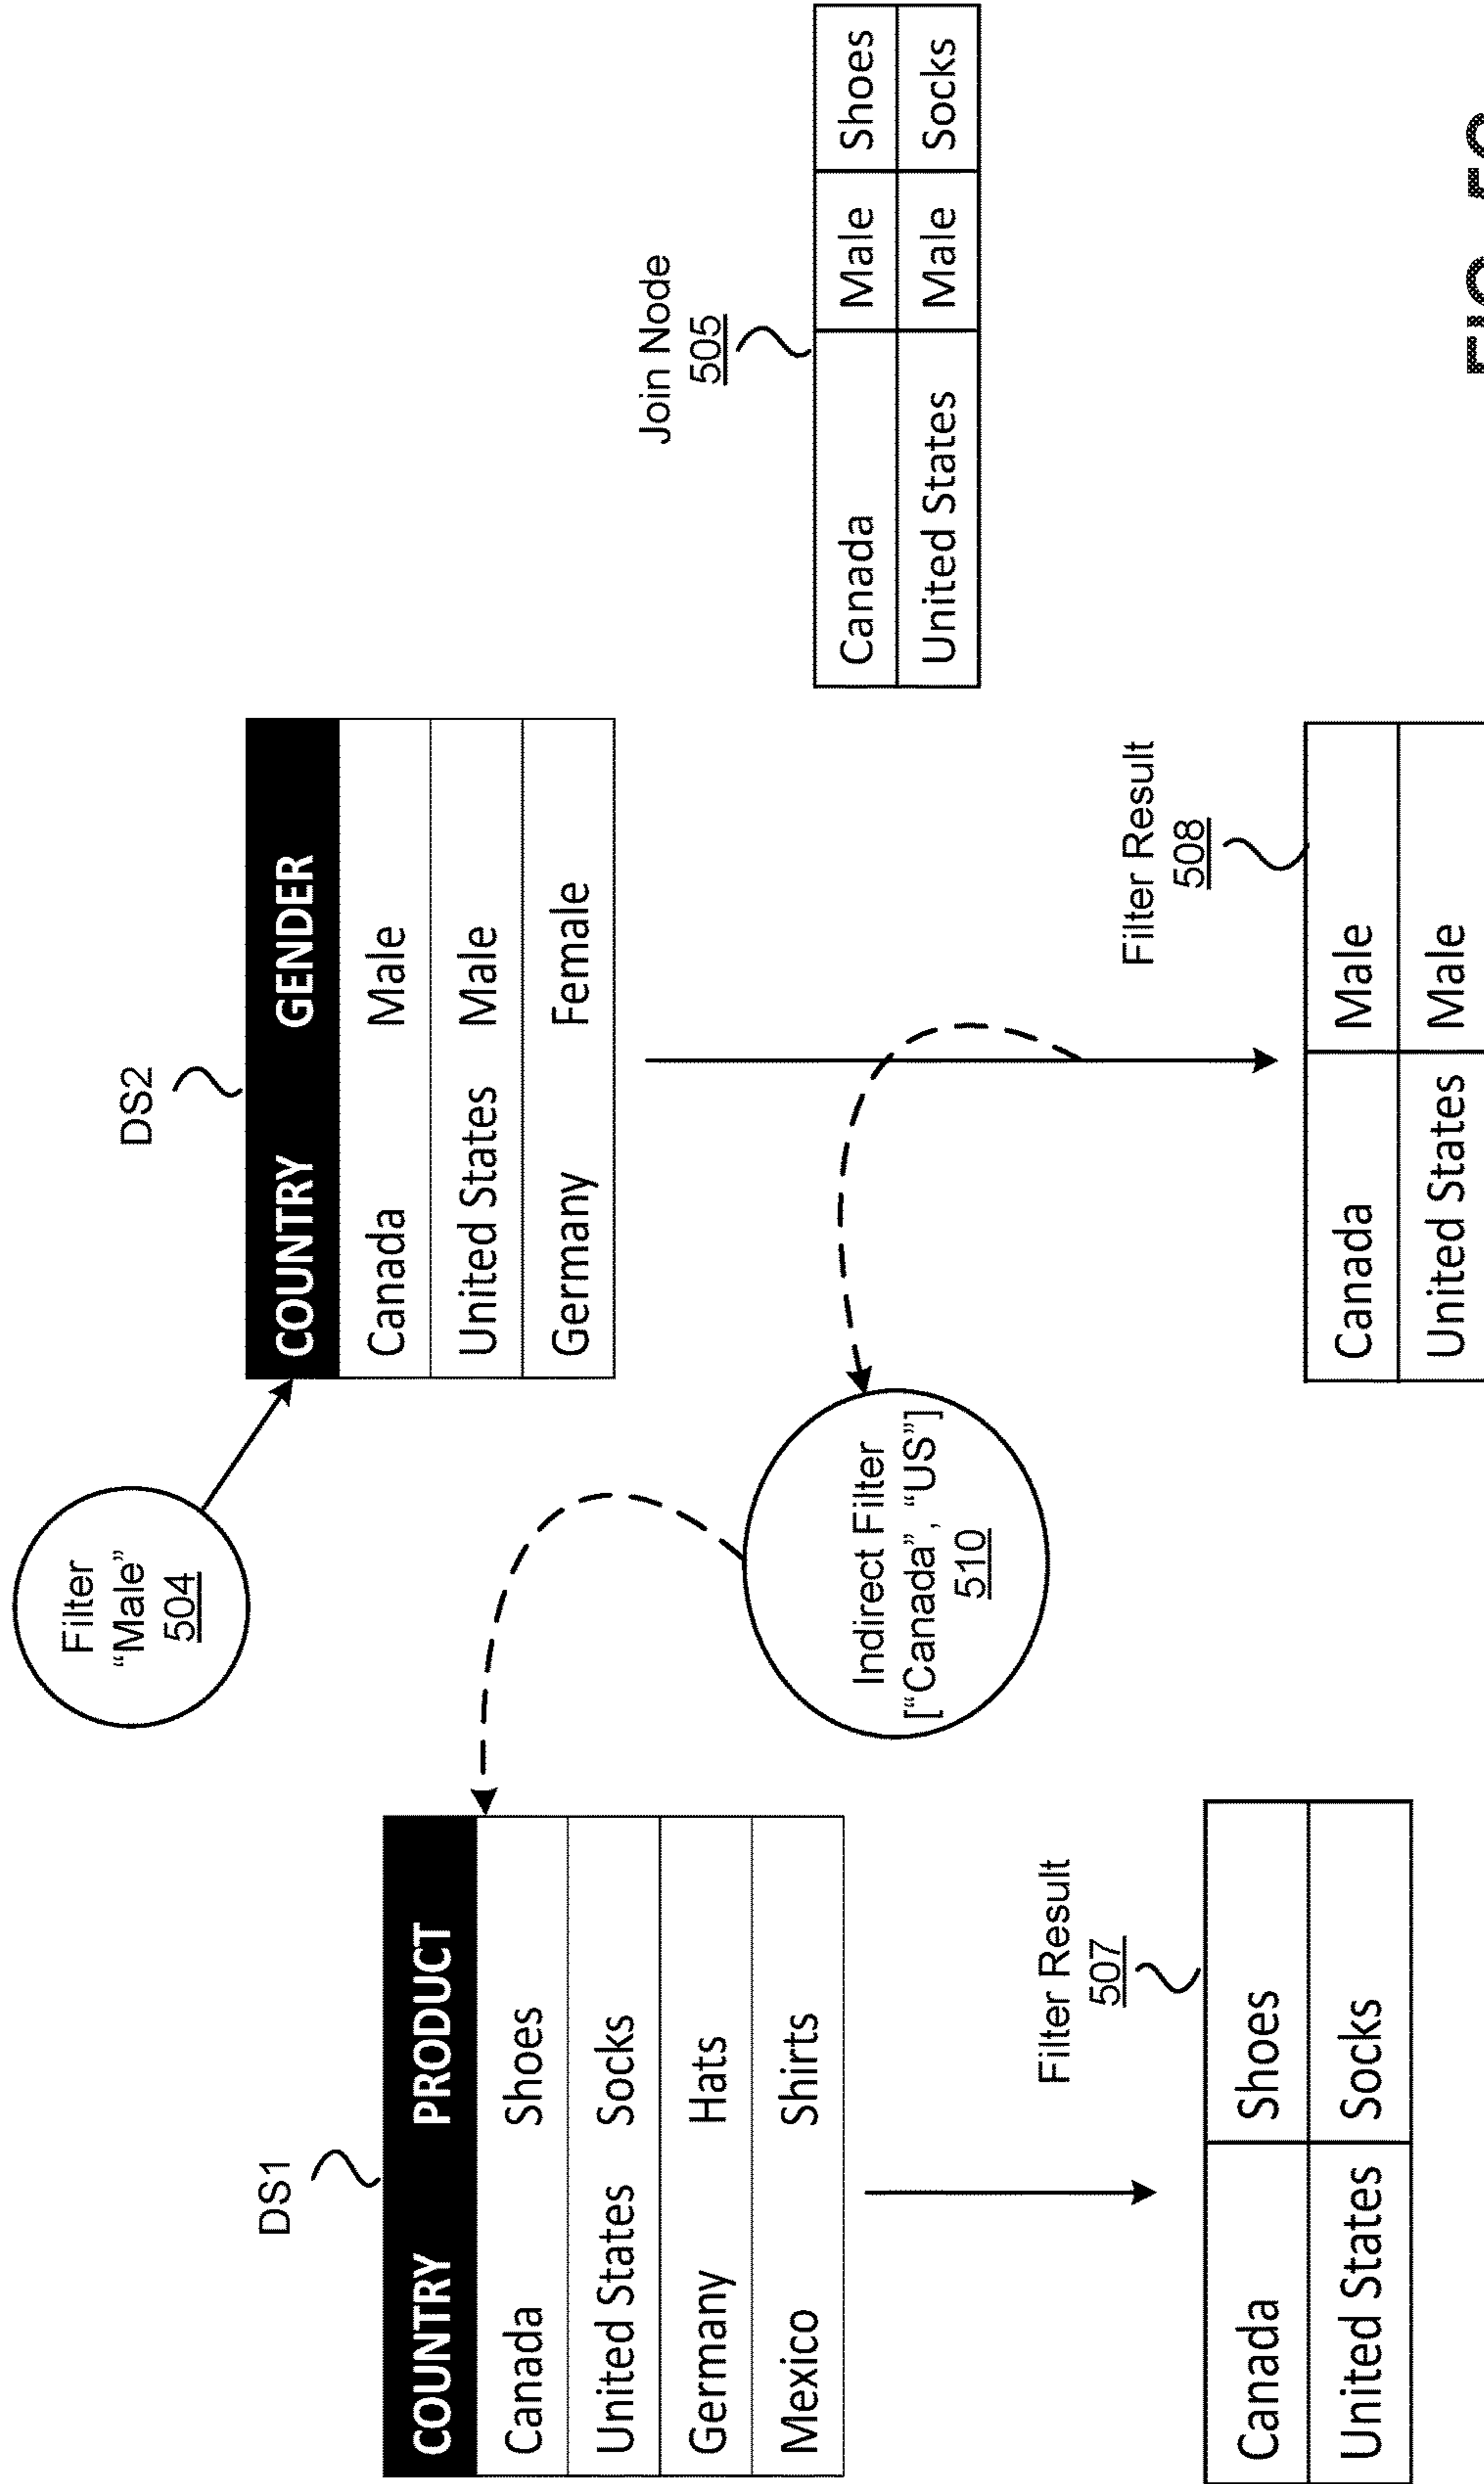 Filter
“Male”
504
DS2
COUNTRY GENDER
Canada Male
United States Male
Germany Female
DS1
COUNTRY PRODUCT
Canada Shoes
United States Socks
Germany Hats
Mexico Shirts
Indirect Filter
[“Canada”, “US”]
510
Join Node
505
Canada Male Shoes
United States Male Socks
Filter Result
507
Canada Shoes
United States Socks
Filter Result
508
Canada Male
United States Male